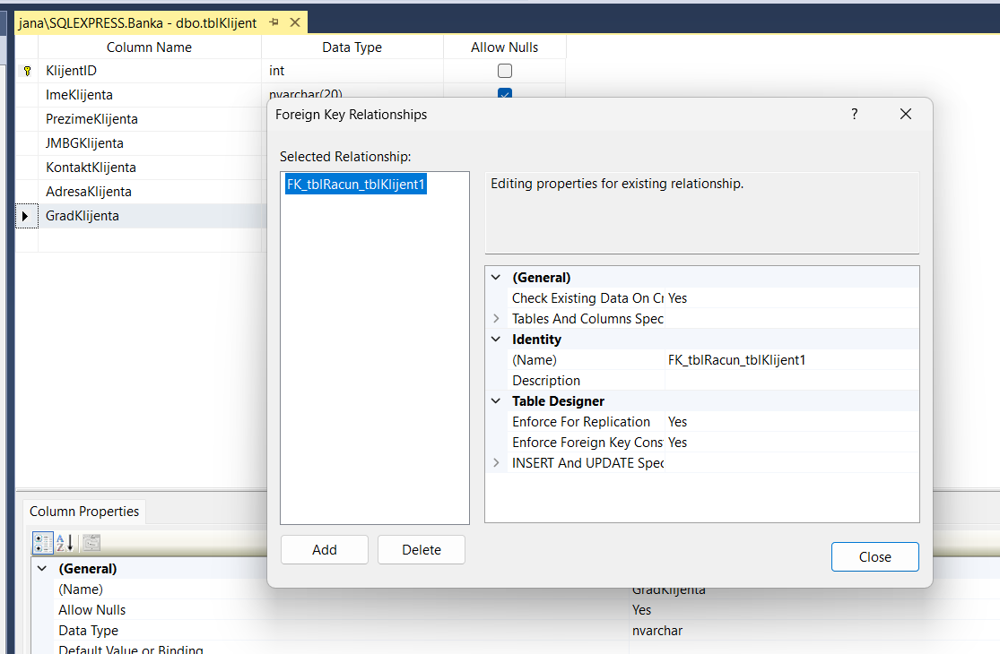 jana\SQLEXPRESS.Banka - dbo.tblKlijent
Column Name Data Type Allow Nulls
KlijentID int
ImeKlijenta nvarchar(20)
PrezimeKlijenta
JMBGKlijenta
KontaktKlijenta
AdresaKlijenta
GradKlijenta
Foreign Key Relationships ?
Selected Relationship:
FK_tblRacun_tblKlijent1
Editing properties for existing relationship.
(General)
Check Existing Data On Cr Yes
Tables And Columns Spec
Identity
(Name) FK_tblRacun_tblKlijent1
Description
Table Designer
Enforce For Replication Yes
Enforce Foreign Key Cons Yes
INSERT And UPDATE Spec
Add Delete
Close
Column Properties
(General)
(Name) GradKlijenta
Allow Nulls Yes
Data Type nvarchar
Default Value or Binding